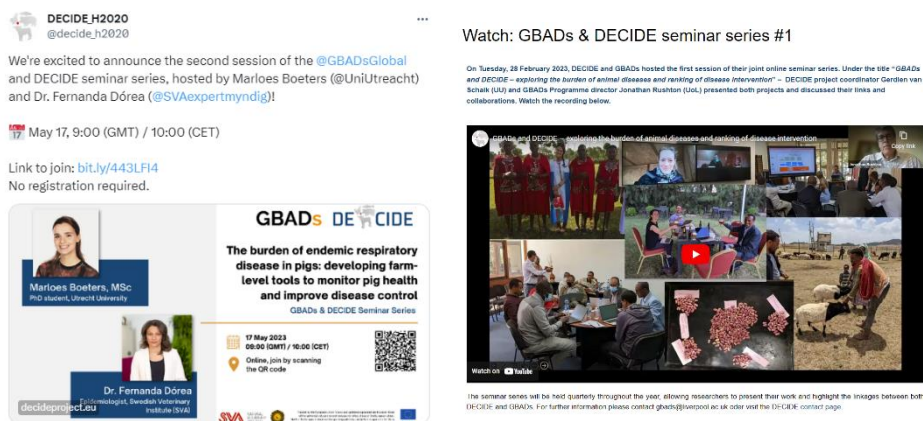 DECIDE_H2020
@decide_h2020
We're excited to announce the second session of the @GBADsGlobal
and DECIDE seminar series, hosted by Marloes Boeters (@UniUtreacht)
and Dr. Fernanda Dórea (@SVAexpertmyndig)!
17 May 17, 9:00 (GMT) / 10:00 (CET)
Link to join: bit.ly/443LFI4
No registration required.
GBADs DECIDE
The burden of endemic respiratory
disease in pigs: developing farm-
level tools to monitor pig health
and improve disease control
GBADs & DECIDE Seminar Series
Marloes Boeters, MSc
PhD student, Utrecht University
17 May 2023
09:00 (GMT) / 10:00 (CET)
Online, join by scanning
the QR code
Dr. Fernanda Dórea
Epidemiologist, Swedish Veterinary
Institute (SVA)
decideproject.eu
SVA
Watch: GBADs & DECIDE seminar series #1
On Tuesday, 28 February 2023, DECIDE and GBADs hosted the first session of their joint online seminar series. Under the title "GBADs
and DECIDE – exploring the burden of animal diseases and ranking of disease intervention" – DECIDE project coordinator Gerdien van
Schaik (UU) and GBADs Programme director Jonathan Rushton (UoL) presented both projects and discussed their links and
collaborations. Watch the recording below.
GBADs and DECIDE – exploring the burden of animal diseases and ranking of disease intervention
Copy link
Watch on YouTube
The seminar series will be held quarterly throughout the year, allowing researchers to present their work and highlight the linkages between both
DECIDE and GBADs. For further information please contact gbads@liverpool.ac.uk oder visit the DECIDE contact page.